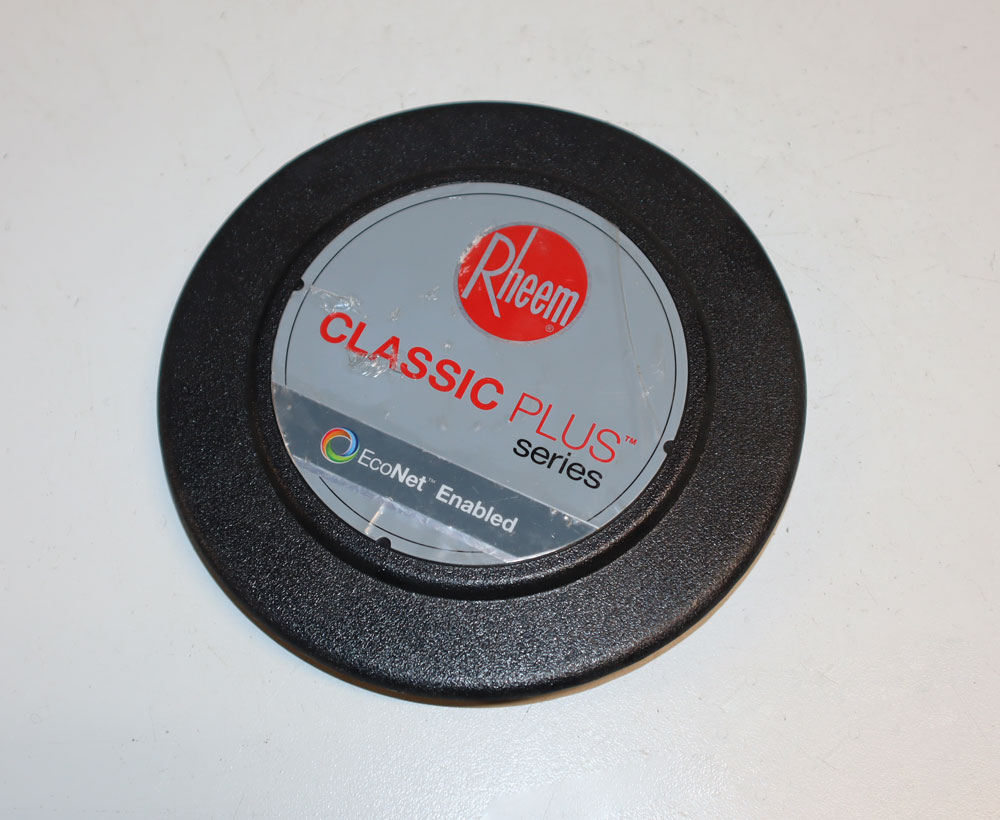 Rheem®
CLASSIC PLUS™
series
EcoNet™ Enabled